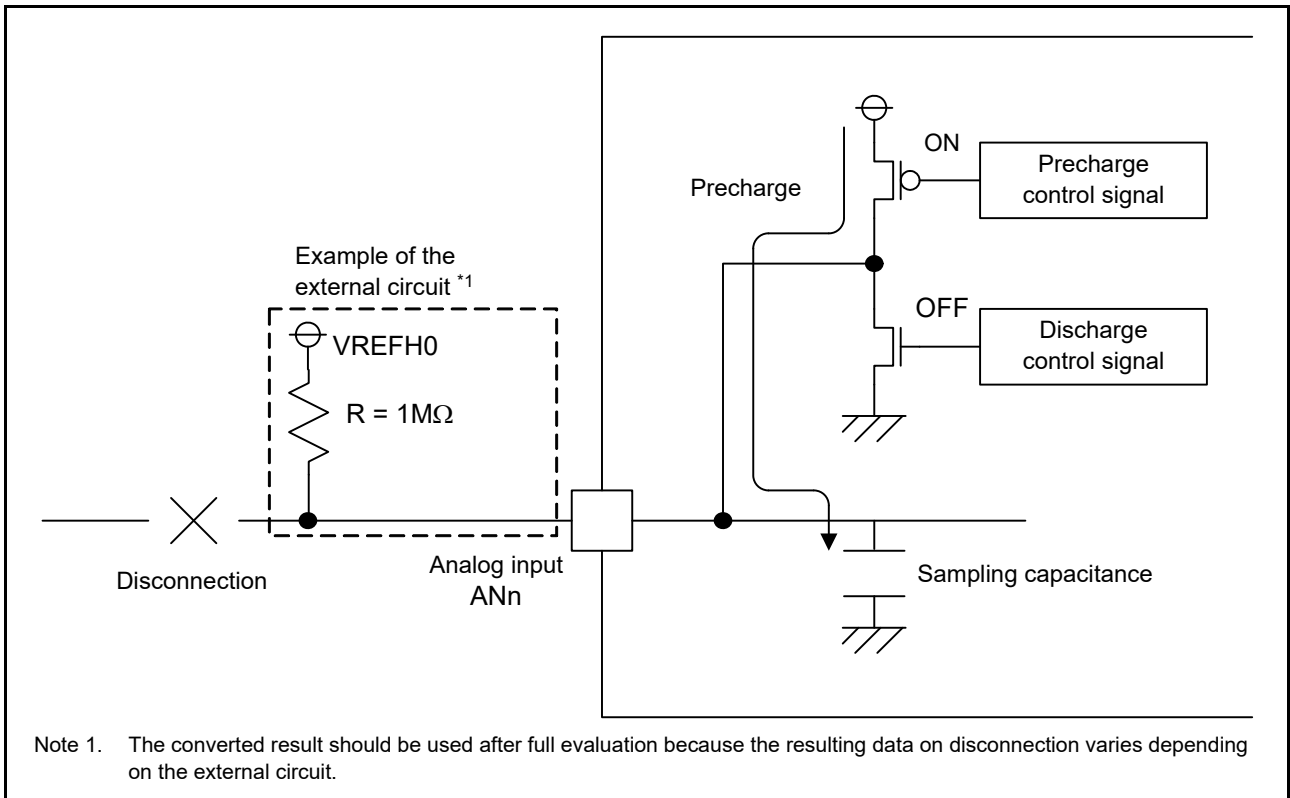 ON
Precharge
control signal
Precharge
Example of the
external circuit *1
VREFH0
R = 1MΩ
OFF
Discharge
control signal
Disconnection
Analog input
ANn
Sampling capacitance
Note 1. The converted result should be used after full evaluation because the resulting data on disconnection varies depending
on the external circuit.